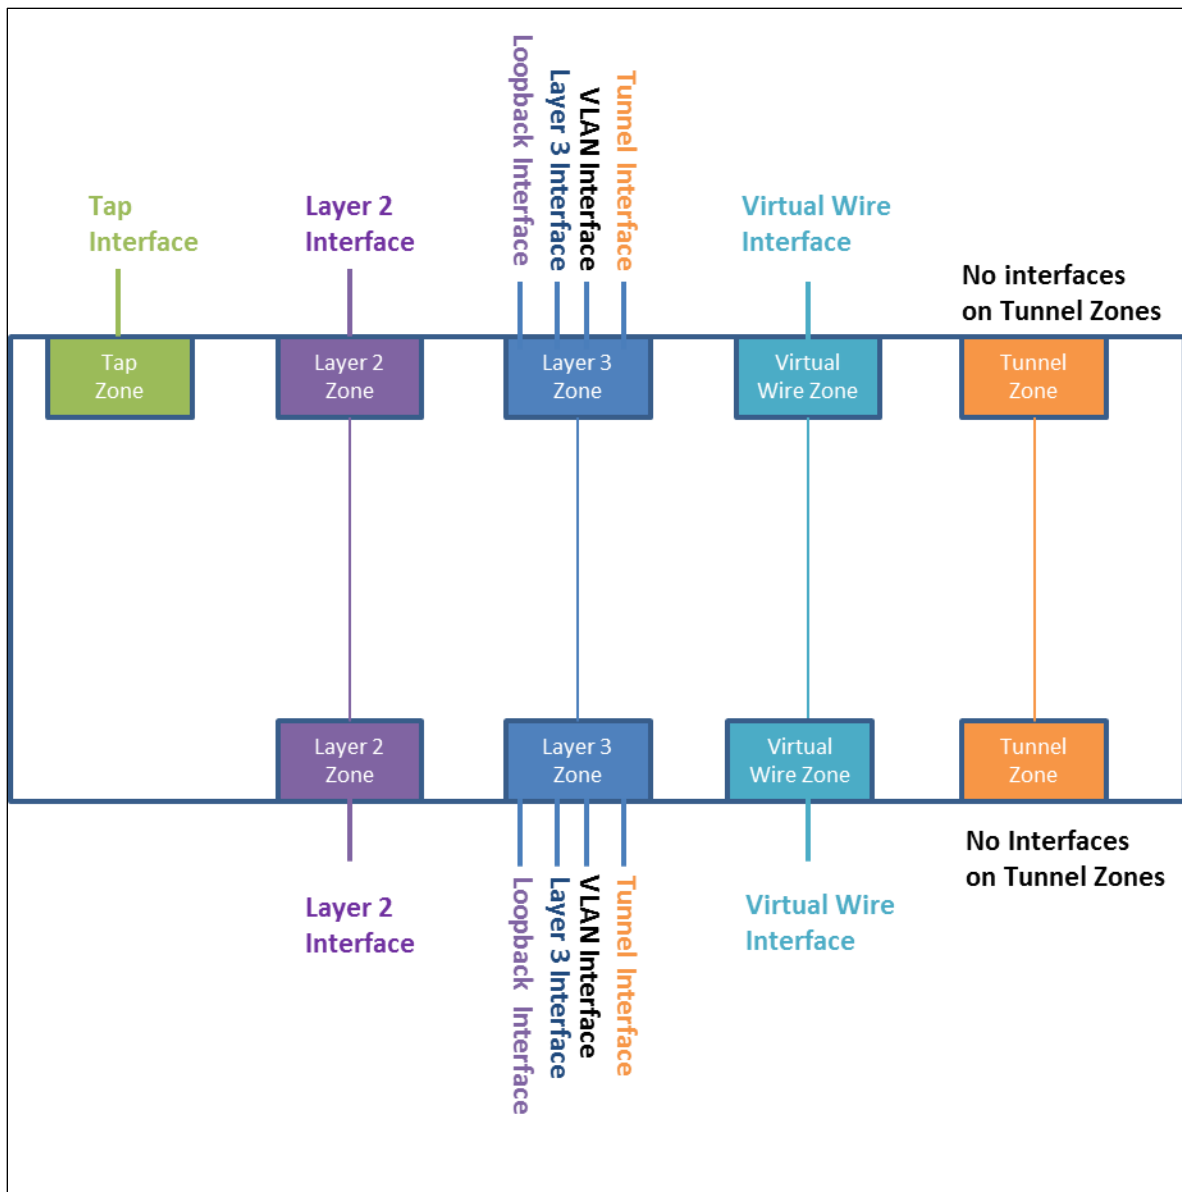 Loopback Interface
Layer 3 Interface
VLAN Interface
Tunnel Interface
Tap
Interface
Layer 2
Interface
Virtual Wire
Interface
No interfaces
on Tunnel Zones
Tap
Zone
Layer 2
Zone
Layer 3
Zone
Virtual
Wire Zone
Tunnel
Zone
Layer 2
Zone
Layer 3
Zone
Virtual
Wire Zone
Tunnel
Zone
No Interfaces
on Tunnel Zones
Layer 2
Interface
Loopback Interface
Layer 3 Interface
VLAN Interface
Tunnel Interface
Virtual Wire
Interface